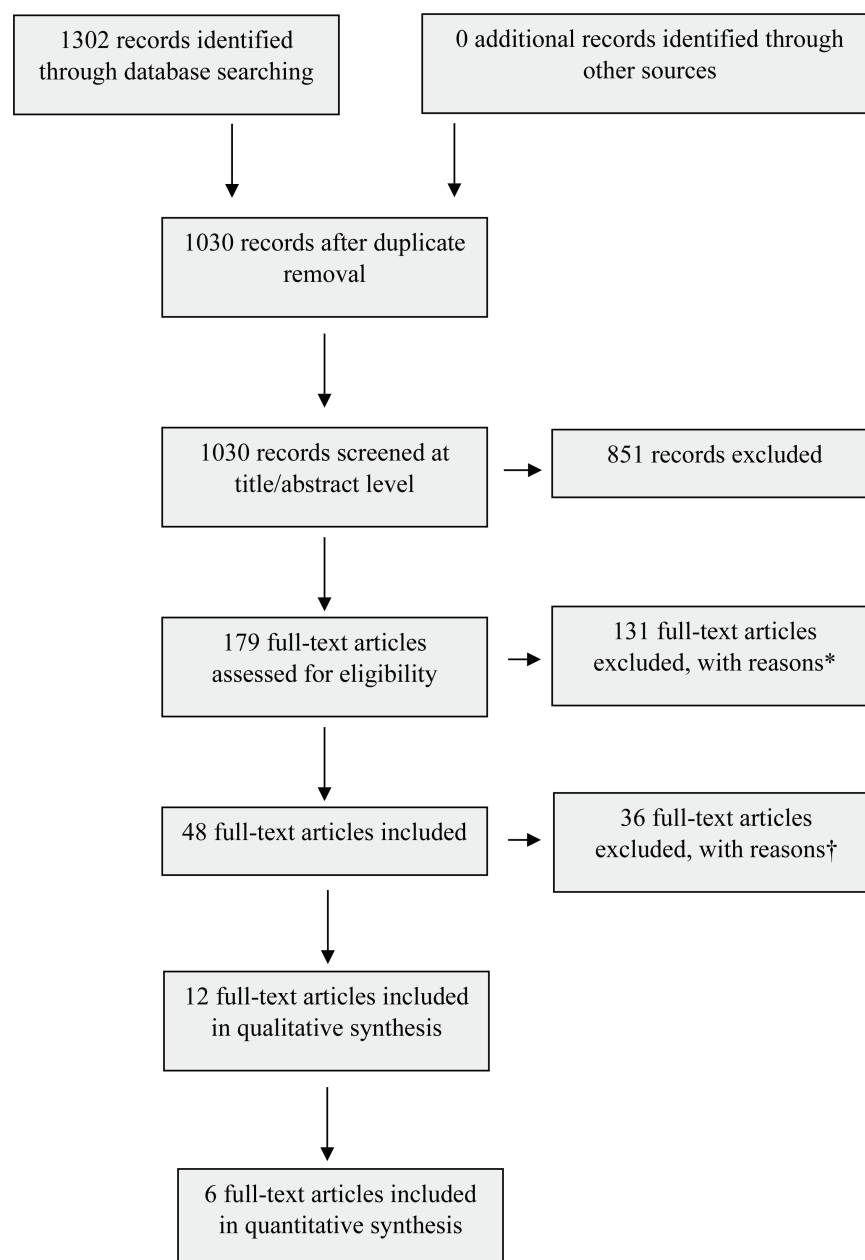 1302 records identified
through database searching
0 additional records identified through
other sources
1030 records after duplicate
removal
1030 records screened at
title/abstract level
851 records excluded
179 full-text articles
assessed for eligibility
131 full-text articles
excluded, with reasons*
48 full-text articles included
36 full-text articles
excluded, with reasons†
12 full-text articles included
in qualitative synthesis
6 full-text articles included
in quantitative synthesis